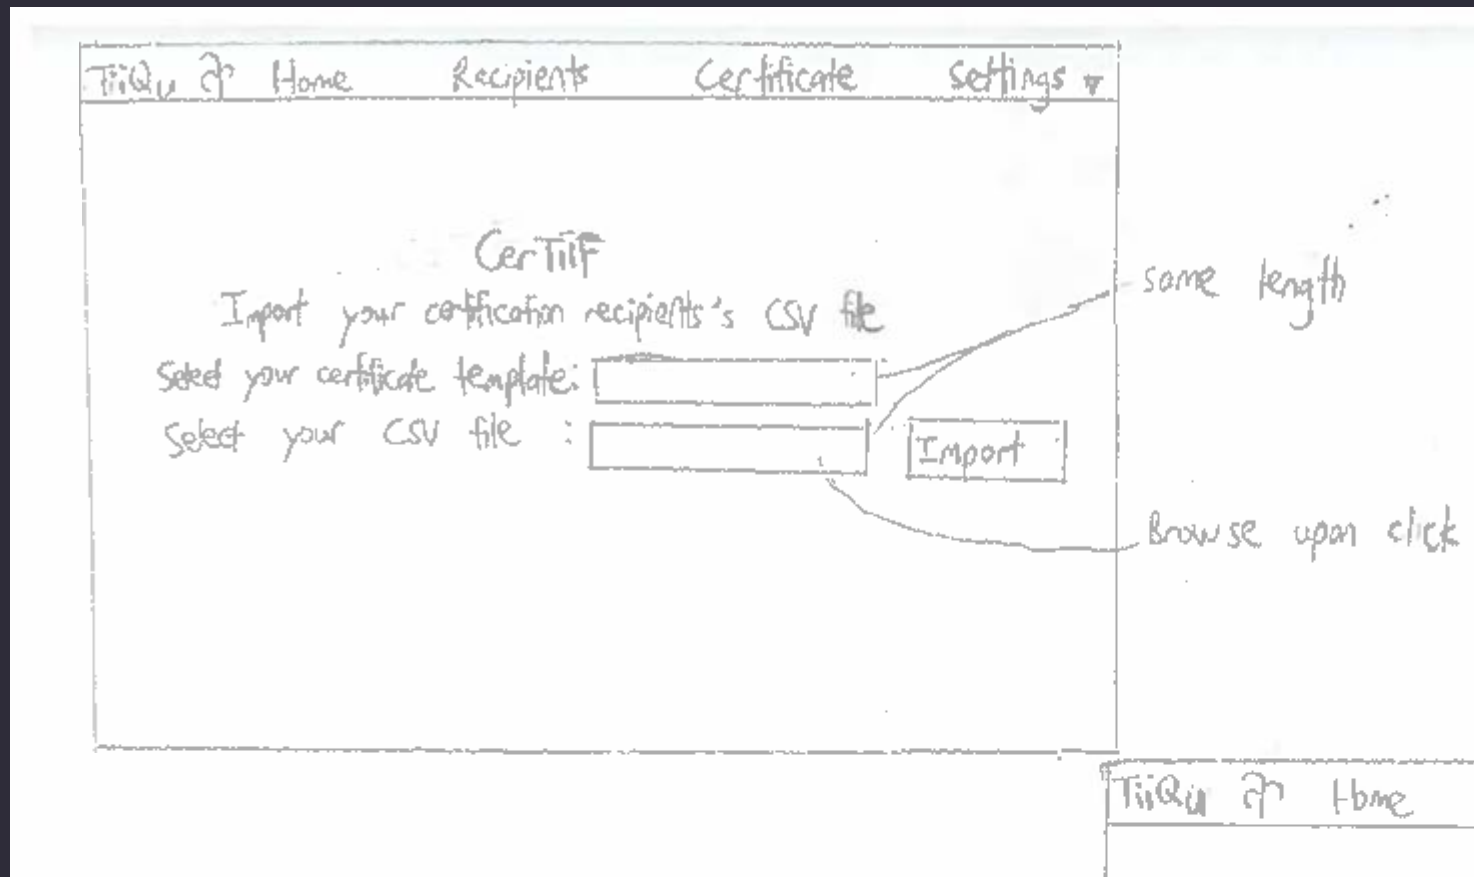 TiiQu Home Recipients Certificate Settings
CerTiiF
Import your certification recipients's CSV file
Select your certificate template:
Select your CSV file :
Import
same length
Browse upon click
TiiQu Home